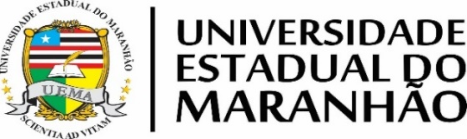 UNIVERSIDADE ESTADUAL DO MARANHÃO
UEMA
SCIENTIA AD VITAM
UNIVERSIDADE
ESTADUAL DO
MARANHÃO